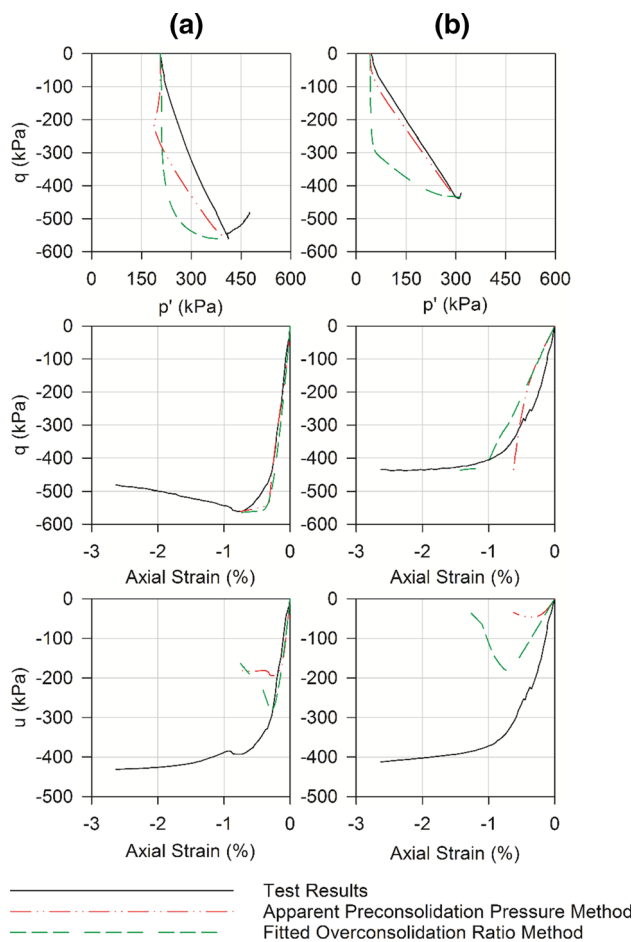 (a) (b)
0 0
-100 -100
-200 -200
-300 -300
-400 -400
-500 -500
-600 -600
q (kPa)
0 150 300 450 600 0 150 300 450 600
p' (kPa) p' (kPa)
0 0
-100 -100
-200 -200
-300 -300
-400 -400
-500 -500
-600 -600
q (kPa)
-3 -2 -1 0 -3 -2 -1 0
Axial Strain (%) Axial Strain (%)
0 0
-100 -100
-200 -200
-300 -300
-400 -400
-500 -500
u (kPa)
-3 -2 -1 0 -3 -2 -1 0
Axial Strain (%) Axial Strain (%)
Test Results
Apparent Preconsolidation Pressure Method
Fitted Overconsolidation Ratio Method